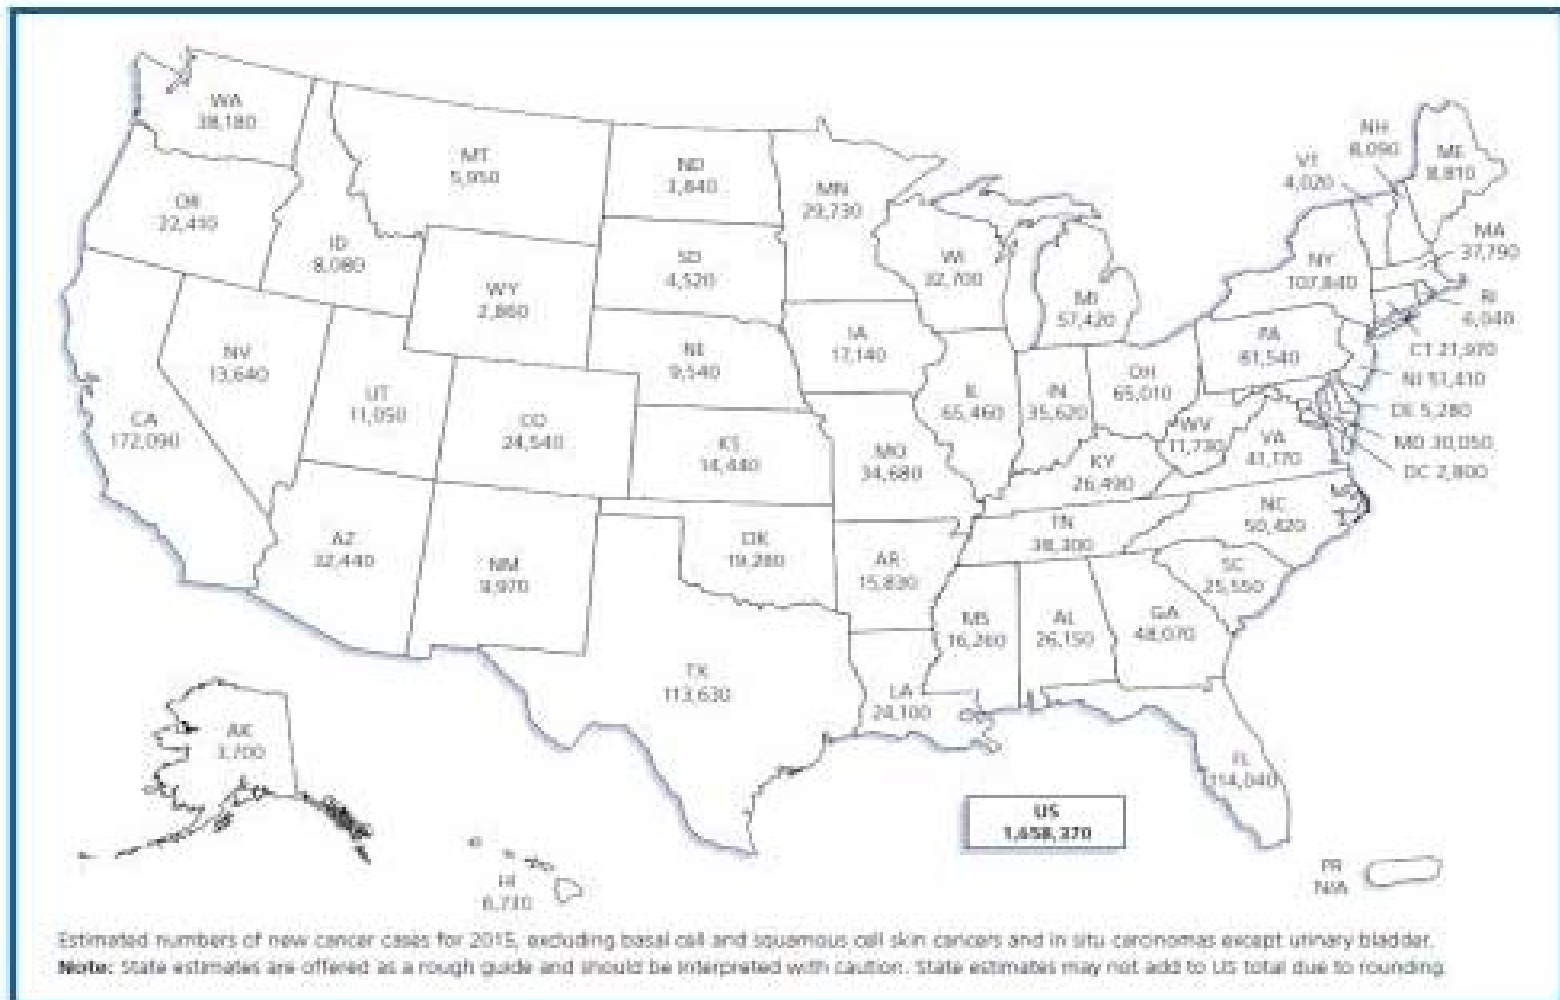 WA
38,180
MT
5,950
ND
3,840
MN
29,730
OR
22,410
ID
8,080
SD
4,520
WI
32,700
MI
57,420
NH
8,090
VT
4,020
ME
8,810
MA
37,790
NY
107,840
RI
6,040
CT 21,970
NJ 51,410
DE 5,280
MD 30,050
DC 2,800
WY
2,860
NV
13,640
NE
9,540
IA
17,140
PA
81,540
OH
65,010
IL
65,460
IN
35,620
UT
11,050
CA
172,090
CO
24,540
KS
14,440
MO
34,680
WV
11,730
VA
41,170
KY
26,490
NC
50,420
TN
38,300
AZ
32,440
NM
9,970
OK
19,280
AR
15,830
SC
25,550
MS
16,260
AL
26,150
GA
48,070
TX
113,630
LA
24,100
AK
3,700
FL
114,040
US
1,658,370
HI
6,730
PR
N/A
Estimated numbers of new cancer cases for 2015, excluding basal cell and squamous cell skin cancers and in situ carcinomas except urinary bladder.
Note: State estimates are offered as a rough guide and should be interpreted with caution. State estimates may not add to US total due to rounding.